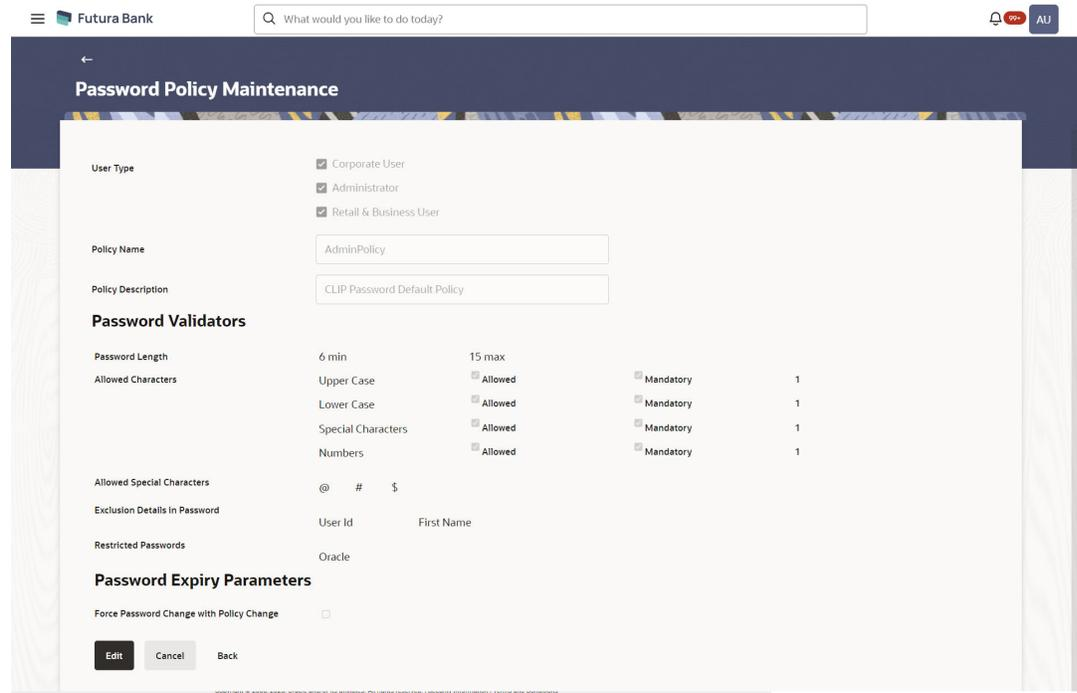 Futura Bank
What would you like to do today?
99+
AU
Password Policy Maintenance
User Type
Corporate User
Administrator
Retail & Business User
Policy Name
AdminPolicy
Policy Description
CLIP Password Default Policy
Password Validators
Password Length 6 min 15 max
Allowed Characters Upper Case Allowed Mandatory 1
Lower Case Allowed Mandatory 1
Special Characters Allowed Mandatory 1
Numbers Allowed Mandatory 1
Allowed Special Characters
@ # $
Exclusion Details in Password
User Id First Name
Restricted Passwords
Oracle
Password Expiry Parameters
Force Password Change with Policy Change
Edit Cancel Back